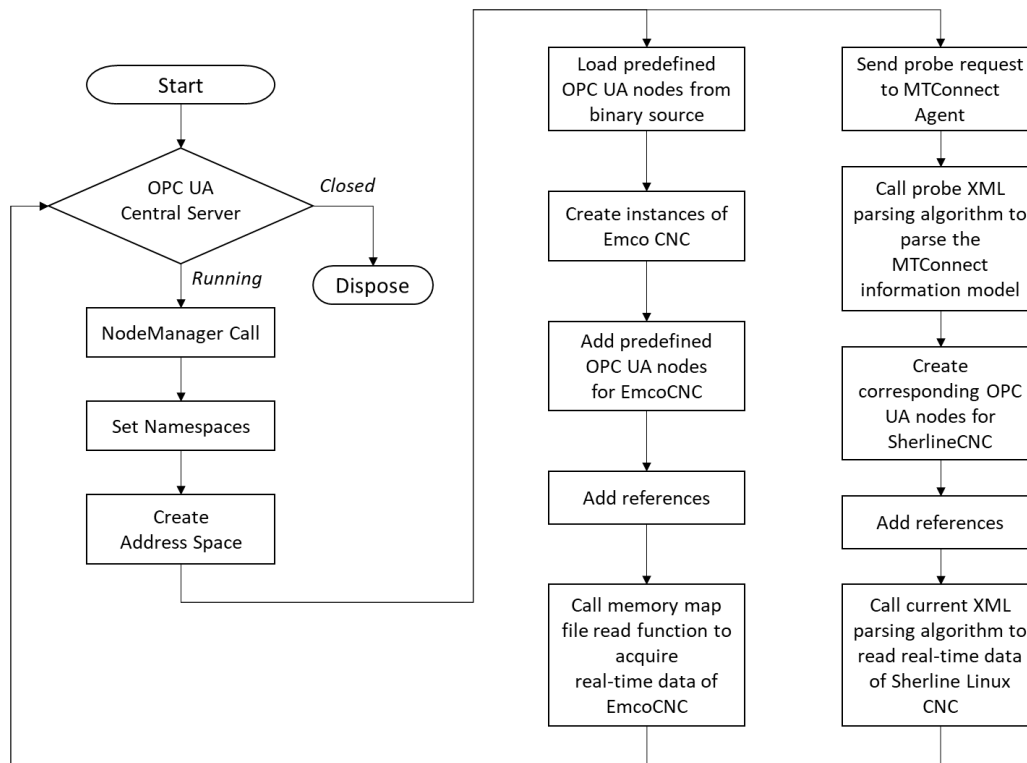 Start
OPC UA
Central Server
Closed
Running
Dispose
NodeManager Call
Set Namespaces
Create
Address Space
Load predefined
OPC UA nodes from
binary source
Create instances of
Emco CNC
Add predefined
OPC UA nodes
for EmcoCNC
Add references
Call memory map
file read function to
acquire
real-time data of
EmcoCNC
Send probe request
to MTConnect
Agent
Call probe XML
parsing algorithm to
parse the
MTConnect
information model
Create
corresponding OPC
UA nodes for
SherlineCNC
Add references
Call current XML
parsing algorithm to
read real-time data
of Sherline Linux
CNC